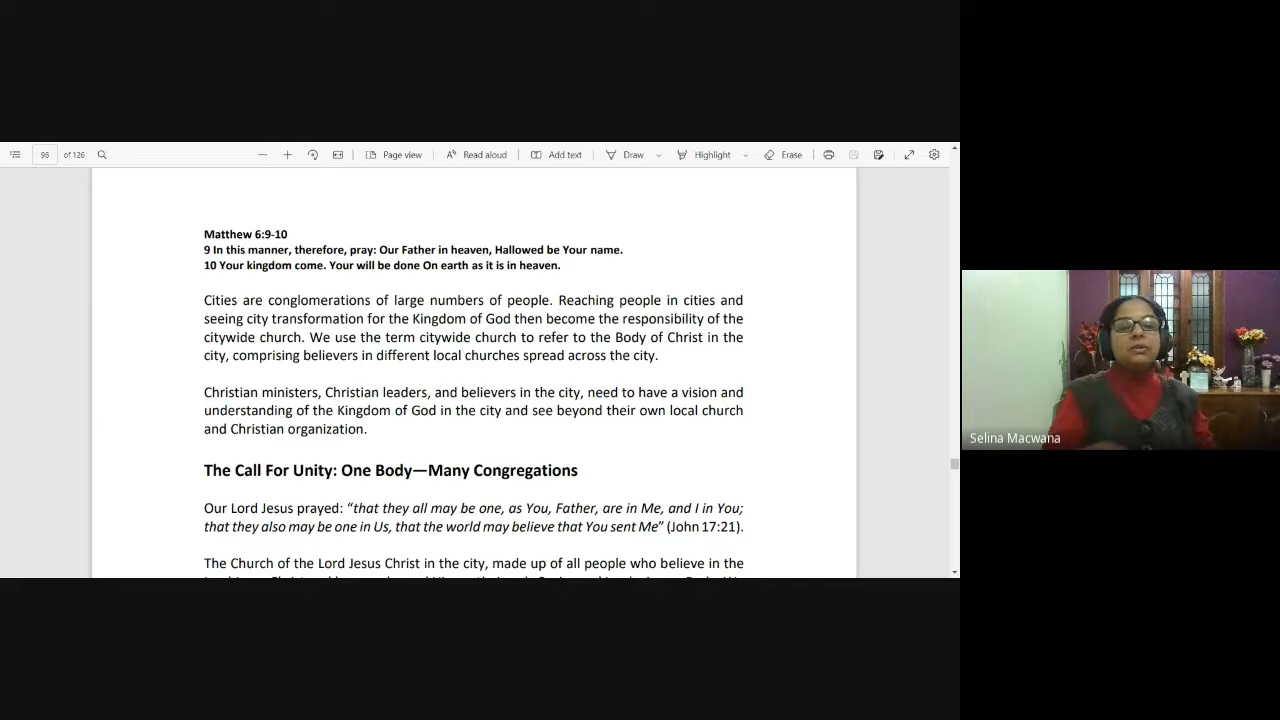 96
of 126
Page view
Read aloud
Add text
Draw
Highlight
Erase
Matthew 6:9-10
9 In this manner, therefore, pray: Our Father in heaven, Hallowed be Your name.
10 Your kingdom come. Your will be done On earth as it is in heaven.
Cities are conglomerations of large numbers of people. Reaching people in cities and
seeing city transformation for the Kingdom of God then become the responsibility of the
citywide church. We use the term citywide church to refer to the Body of Christ in the
city, comprising believers in different local churches spread across the city.
Christian ministers, Christian leaders, and believers in the city, need to have a vision and
understanding of the Kingdom of God in the city and see beyond their own local church
and Christian organization.
The Call For Unity: One Body—Many Congregations
Our Lord Jesus prayed: “that they all may be one, as You, Father, are in Me, and I in You;
that they also may be one in Us, that the world may believe that You sent Me” (John 17:21).
The Church of the Lord Jesus Christ in the city, made up of all people who believe in the
Selina Macwana